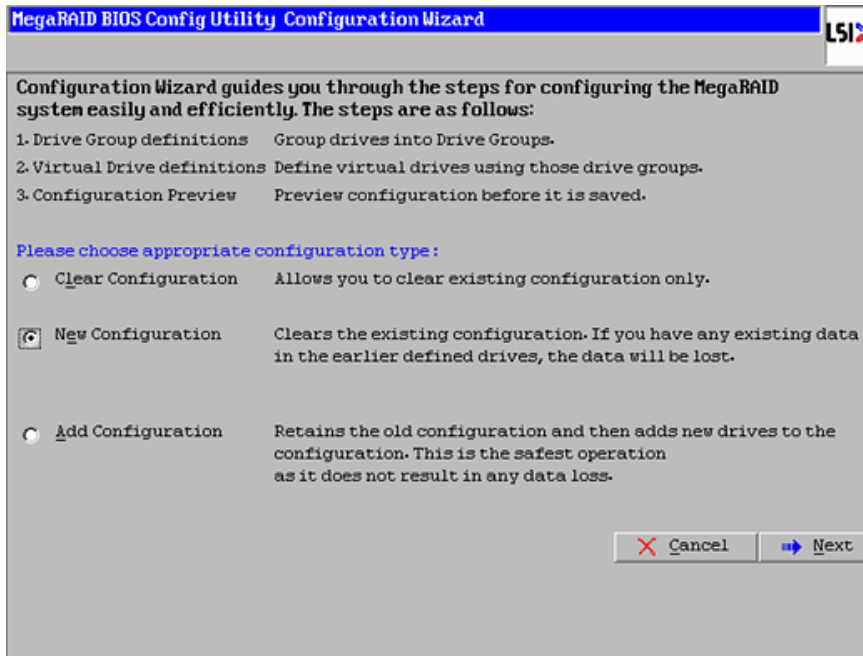 MegaRAID BIOS Config Utility Configuration Wizard
LSI
Configuration Wizard guides you through the steps for configuring the MegaRAID
system easily and efficiently. The steps are as follows:
1. Drive Group definitions Group drives into Drive Groups.
2. Virtual Drive definitions Define virtual drives using those drive groups.
3. Configuration Preview Preview configuration before it is saved.
Please choose appropriate configuration type:
Clear Configuration Allows you to clear existing configuration only.
New Configuration Clears the existing configuration. If you have any existing data
in the earlier defined drives, the data will be lost.
Add Configuration Retains the old configuration and then adds new drives to the
configuration. This is the safest operation
as it does not result in any data loss.
Cancel Next